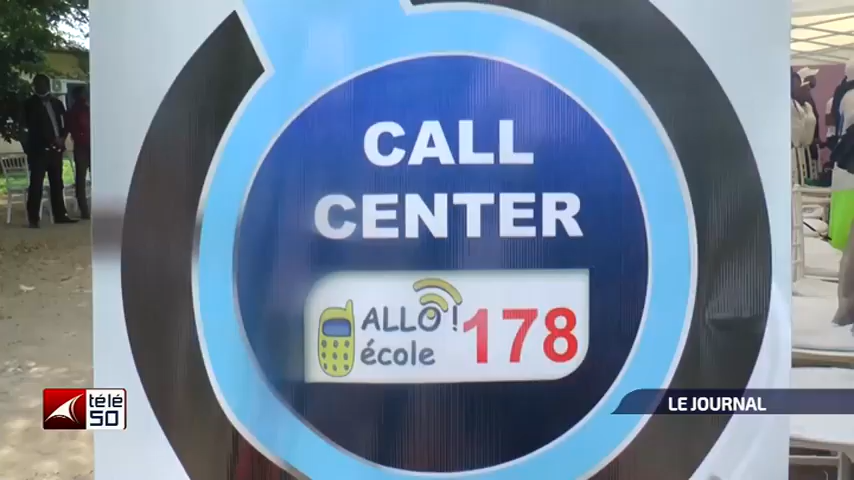 CALL
CENTER
ALLO !
école
178
télé
50
LE JOURNAL